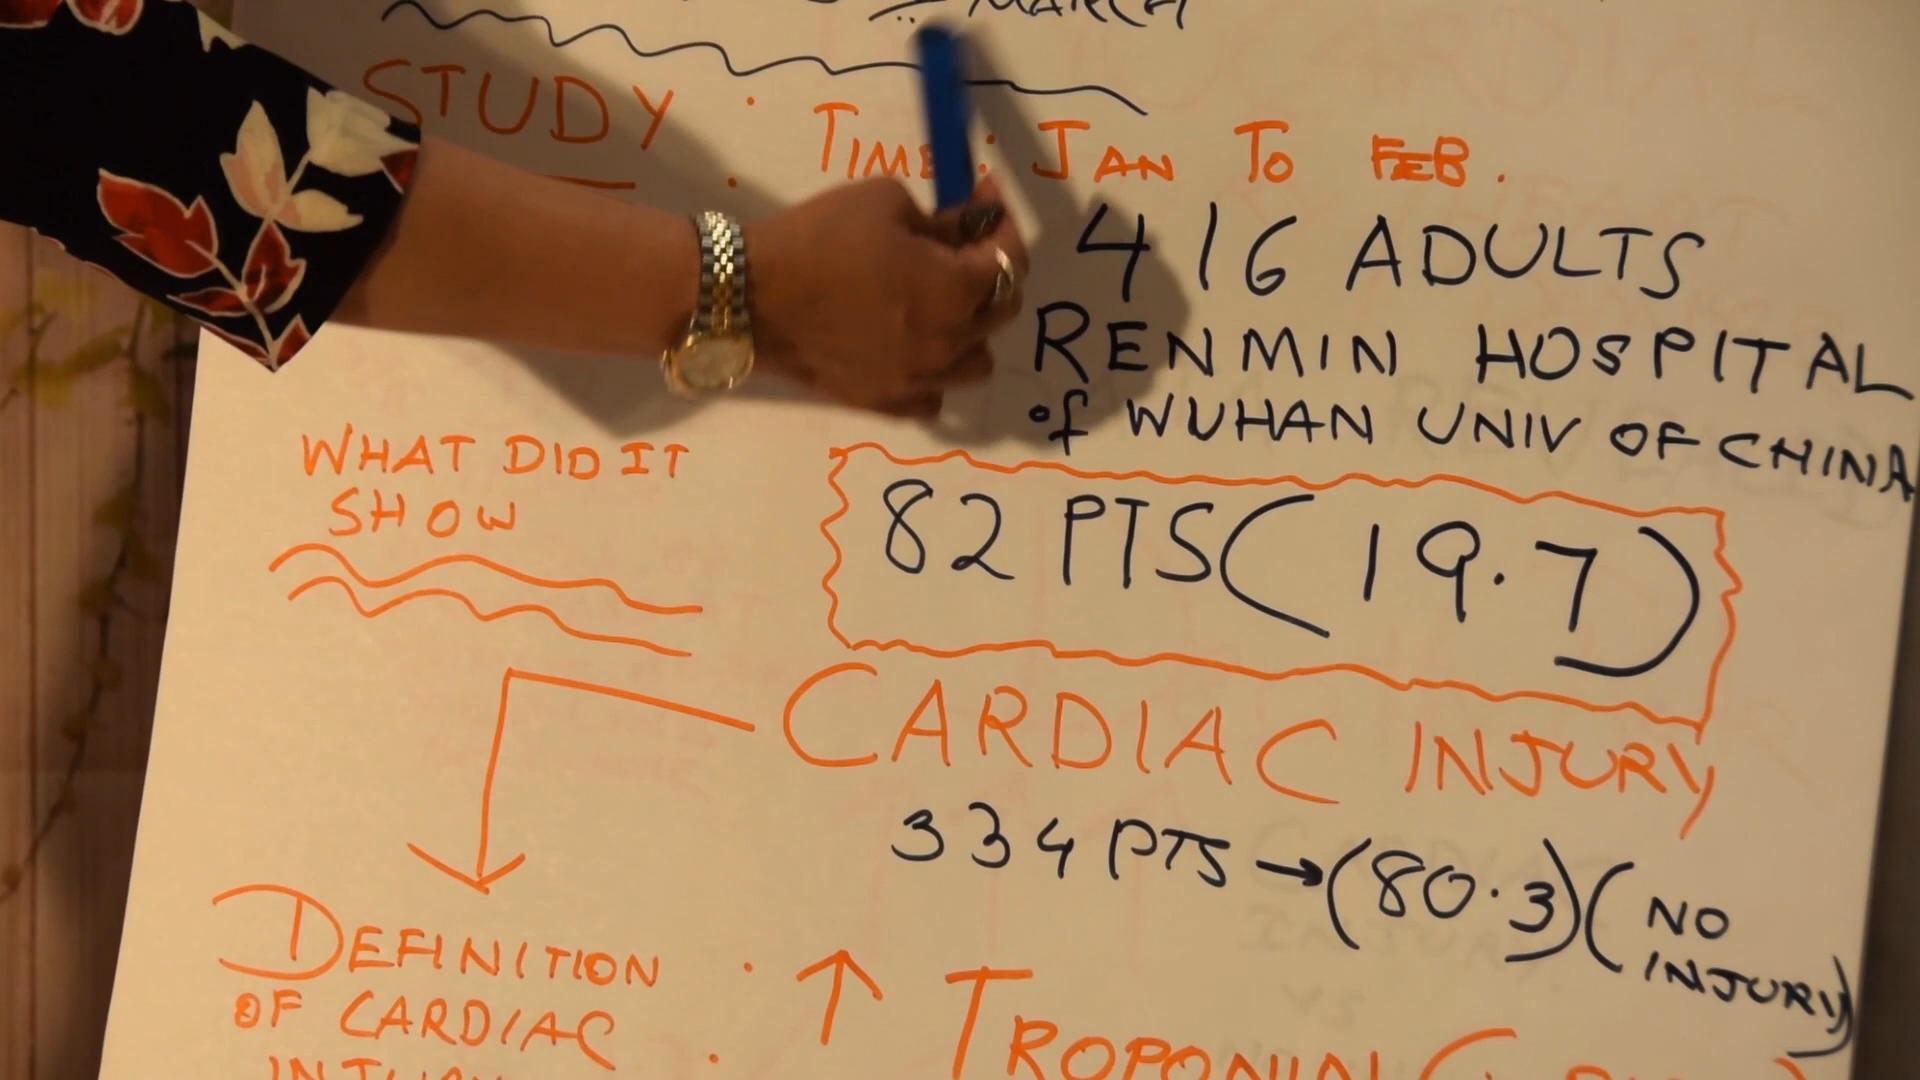 MARCH
STUDY : TIME : JAN TO FEB.
416 ADULTS
RENMIN HOSPITAL
of WUHAN UNIV OF CHINA
WHAT DID IT
SHOW
82 PTS (19.7)
CARDIAC INJURY
334 PTS → (80.3) (NO
INJURY)
DEFINITION
OF CARDIAC
: ↑ TROPONIN (